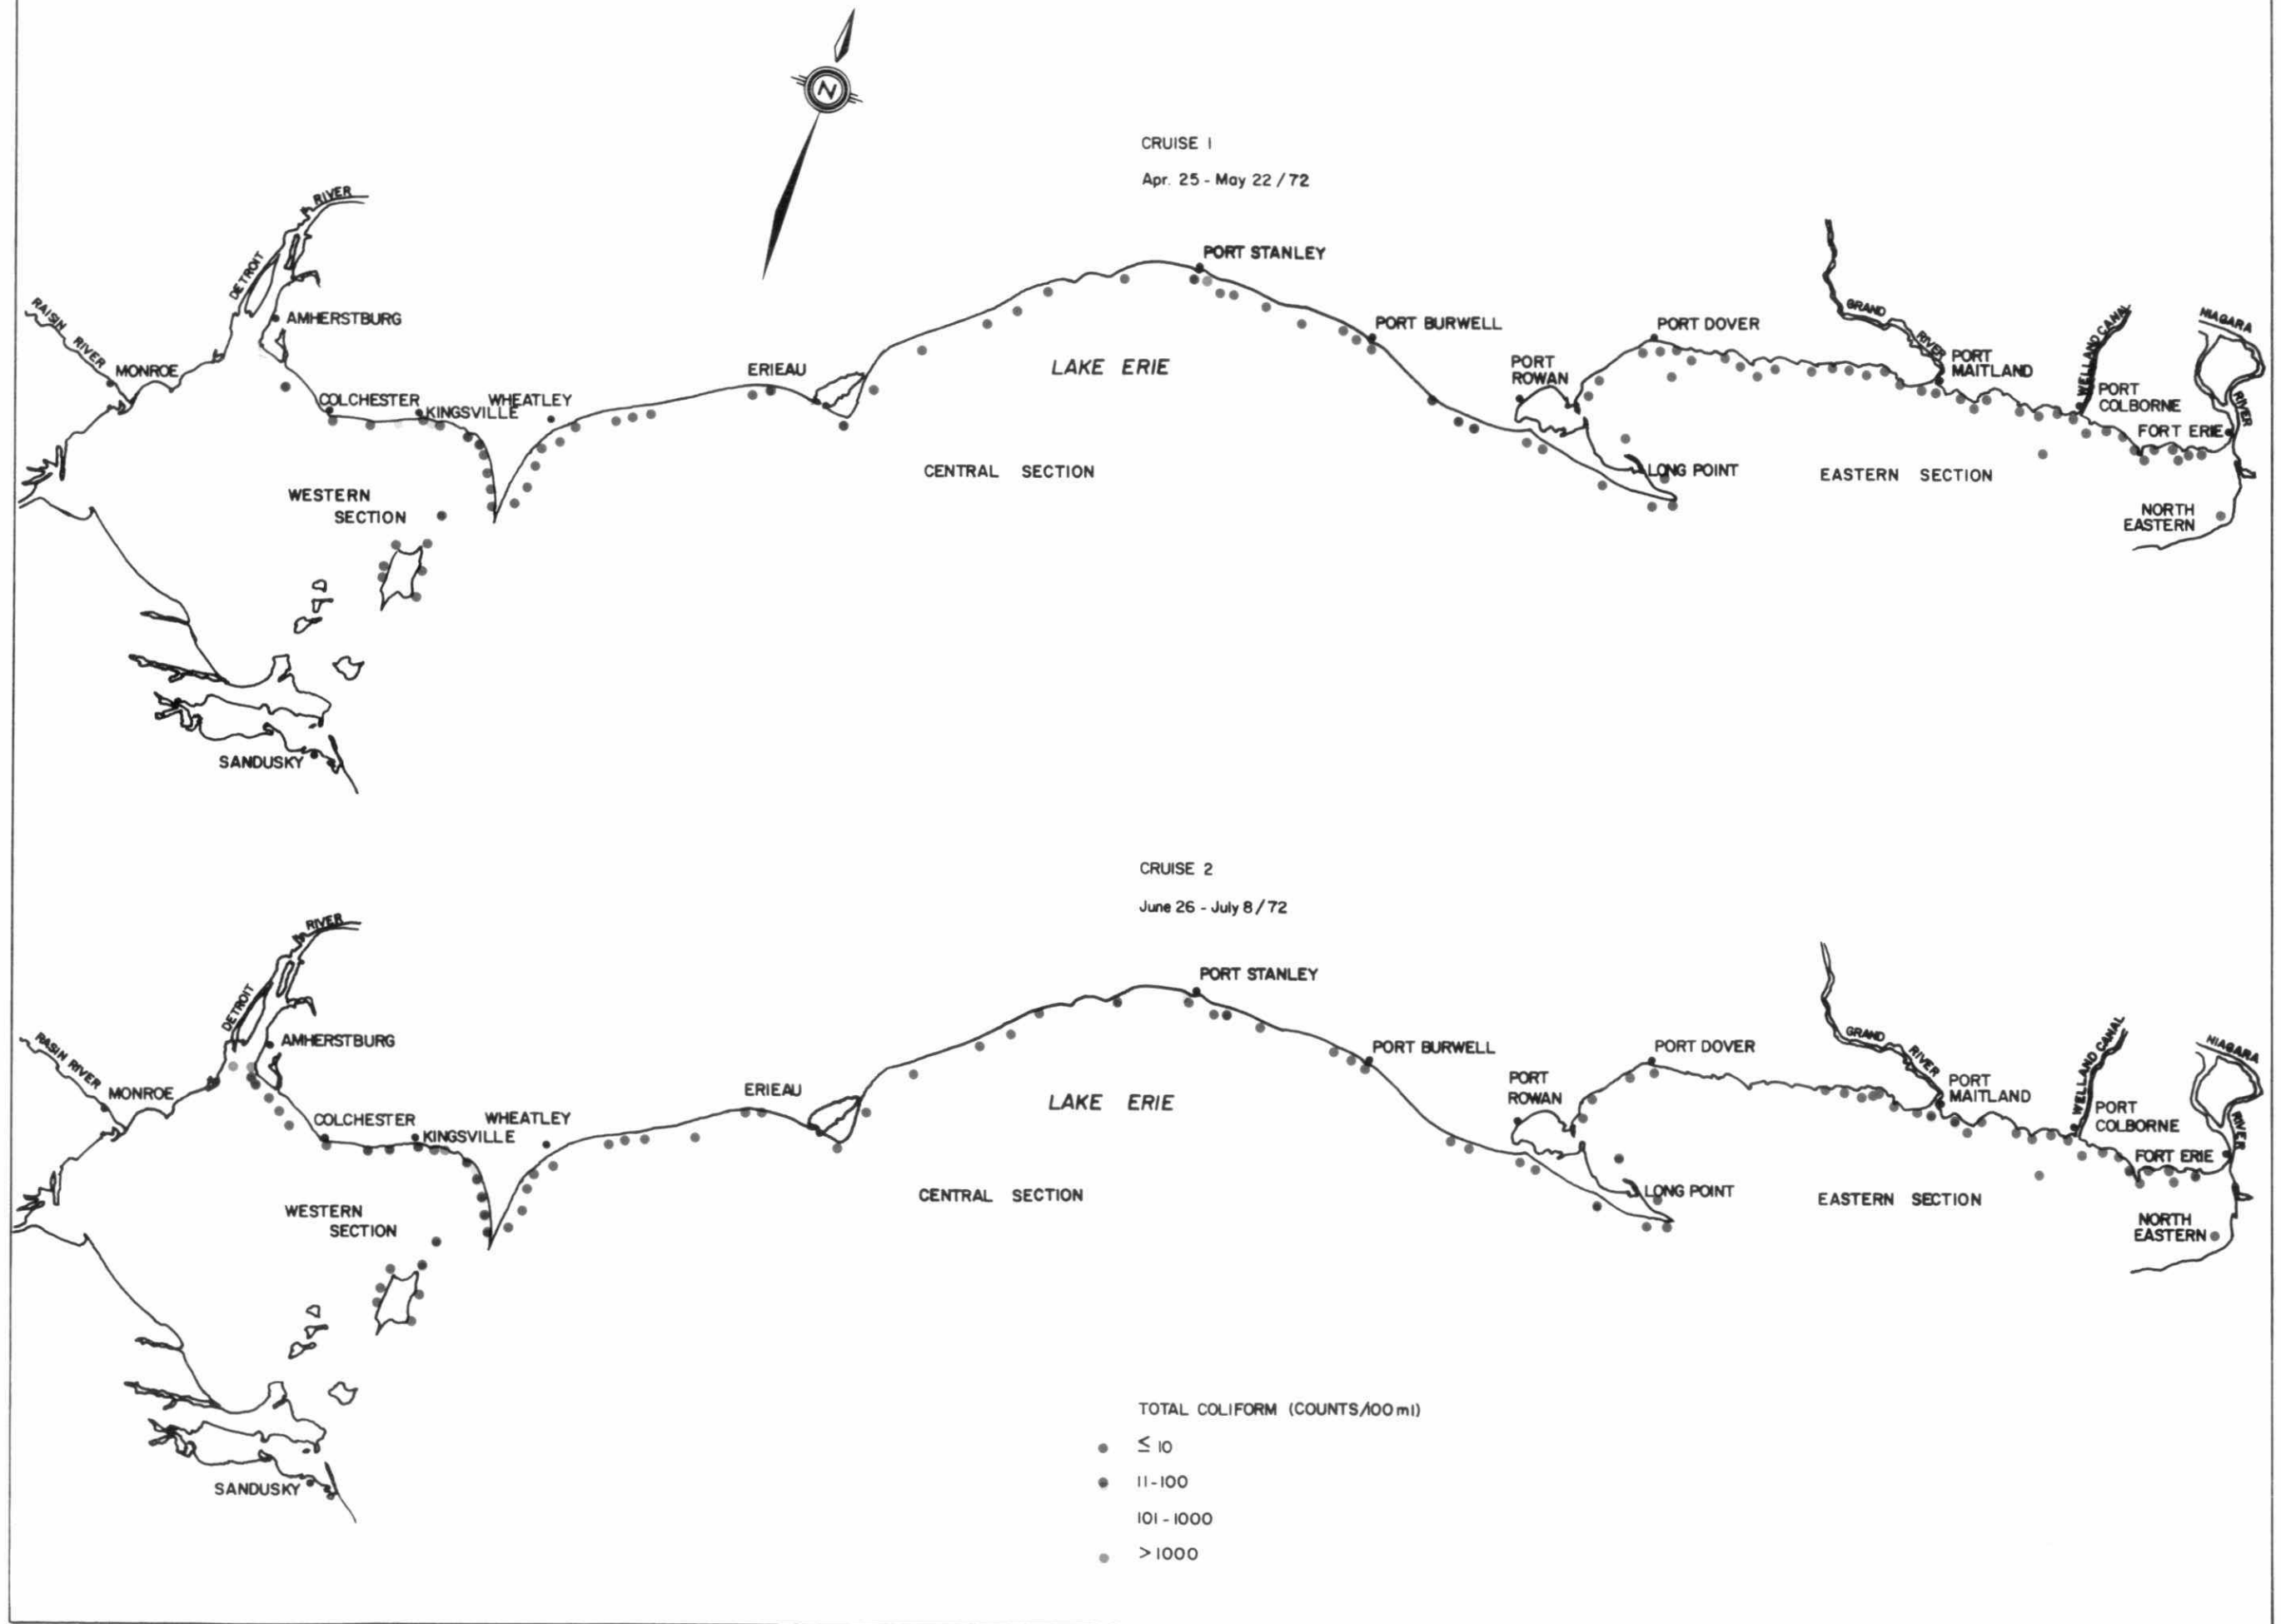 N
CRUISE 1
Apr. 25 - May 22 / 72
RIVER
DETROIT
RAISIN RIVER
AMHERSTBURG
MONROE
COLCHESTER
KINGSVILLE
WHEATLEY
ERIEAU
PORT STANLEY
PORT BURWELL
LAKE ERIE
PORT
ROWAN
PORT DOVER
GRAND
RIVER
PORT
MAITLAND
WELLAND CANAL
PORT
COLBORNE
NIAGARA
RIVER
FORT ERIE
LONG POINT
WESTERN
SECTION
CENTRAL SECTION
EASTERN SECTION
NORTH
EASTERN
SANDUSKY
CRUISE 2
June 26 - July 8/72
RIVER
DETROIT
RASIN RIVER
AMHERSTBURG
MONROE
COLCHESTER
KINGSVILLE
WHEATLEY
ERIEAU
PORT STANLEY
PORT BURWELL
LAKE ERIE
PORT
ROWAN
PORT DOVER
GRAND
RIVER
PORT
MAITLAND
WELLAND CANAL
PORT
COLBORNE
NIAGARA
RIVER
FORT ERIE
LONG POINT
WESTERN
SECTION
CENTRAL SECTION
EASTERN SECTION
NORTH
EASTERN
SANDUSKY
TOTAL COLIFORM (COUNTS/100 ml)
≤ 10
11-100
101-1000
>1000